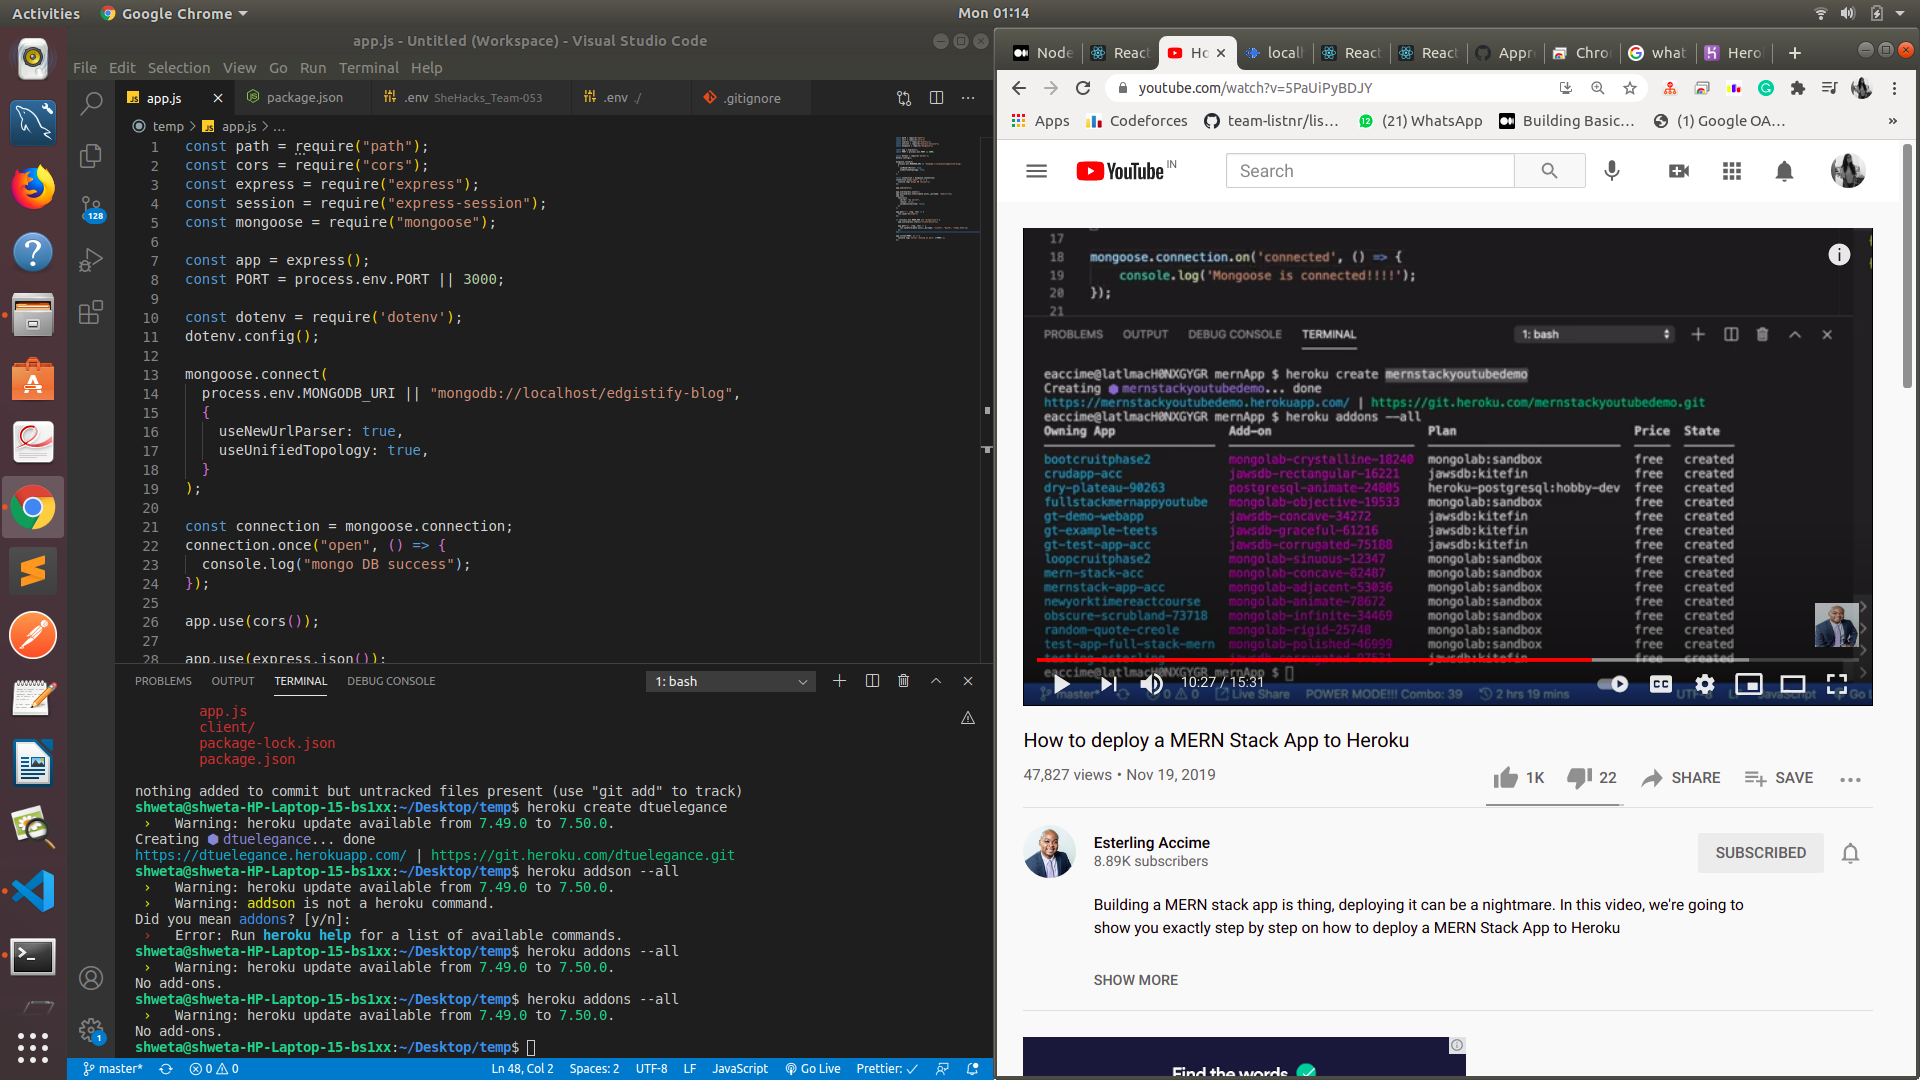 Activities Google Chrome Mon 01:14
app.js - Untitled (Workspace) - Visual Studio Code
File Edit Selection View Go Run Terminal Help
app.js package.json .env SheHacks_Team-053 .env ./ .gitignore
temp > app.js > ...
1 const path = require("path");
2 const cors = require("cors");
3 const express = require("express");
4 const session = require("express-session");
5 const mongoose = require("mongoose");
6
7 const app = express();
8 const PORT = process.env.PORT || 3000;
9
10 const dotenv = require('dotenv');
11 dotenv.config();
12
13 mongoose.connect(
14 process.env.MONGODB_URI || "mongodb://localhost/edgistify-blog",
15 {
16 useNewUrlParser: true,
17 useUnifiedTopology: true,
18 }
19 );
20
21 const connection = mongoose.connection;
22 connection.once("open", () => {
23 console.log("mongo DB success");
24 });
25
26 app.use(cors());
27
28 app.use(express.json());
128
PROBLEMS OUTPUT TERMINAL DEBUG CONSOLE 1: bash
app.js
client/
package-lock.json
package.json
nothing added to commit but untracked files present (use "git add" to track)
shweta@shweta-HP-Laptop-15-bs1xx:~/Desktop/temp$ heroku create dtuelegance
› Warning: heroku update available from 7.49.0 to 7.50.0.
Creating ⬢ dtuelegance... done
https://dtuelegance.herokuapp.com/ | https://git.heroku.com/dtuelegance.git
shweta@shweta-HP-Laptop-15-bs1xx:~/Desktop/temp$ heroku addson --all
› Warning: heroku update available from 7.49.0 to 7.50.0.
› Warning: addson is not a heroku command.
Did you mean addons? [y/n]:
› Error: Run heroku help for a list of available commands.
shweta@shweta-HP-Laptop-15-bs1xx:~/Desktop/temp$ heroku addons --all
› Warning: heroku update available from 7.49.0 to 7.50.0.
No add-ons.
shweta@shweta-HP-Laptop-15-bs1xx:~/Desktop/temp$ heroku addons --all
› Warning: heroku update available from 7.49.0 to 7.50.0.
No add-ons.
shweta@shweta-HP-Laptop-15-bs1xx:~/Desktop/temp$
1
master* 0 0 Ln 48, Col 2 Spaces: 2 UTF-8 LF JavaScript Go Live Prettier: ✓
Node React Ho locall React React Appr Chro what Hero
youtube.com/watch?v=5PaUiPyBDJY
Apps Codeforces team-listnr/lis... (21) WhatsApp Building Basic... (1) Google OA... »
YouTube IN Search
17
18 mongoose.connection.on('connected', () => {
19 console.log('Mongoose is connected!!!!');
20 });
21
PROBLEMS OUTPUT DEBUG CONSOLE TERMINAL 1: bash
eaccime@latlmacH0NXGYGR mernApp $ heroku create mernstackyoutubedemo
Creating ⬢ mernstackyoutubedemo... done
https://mernstackyoutubedemo.herokuapp.com/ | https://git.heroku.com/mernstackyoutubedemo.git
eaccime@latlmacH0NXGYGR mernApp $ heroku addons --all
Owning App Add-on Plan Price State
bootcruitphase2 mongolab-crystalline-18240 mongolab:sandbox free created
crudapp-acc jawsdb-rectangular-16221 jawsdb:kitefin free created
dry-plateau-90263 postgresql-animate-24805 heroku-postgresql:hobby-dev free created
fullstackmernappyoutube mongolab-objective-19533 mongolab:sandbox free created
gt-demo-webapp jawsdb-concave-34272 jawsdb:kitefin free created
gt-example-teets jawsdb-graceful-61216 jawsdb:kitefin free created
gt-test-app-acc jawsdb-corrugated-75188 jawsdb:kitefin free created
loopcruitphase2 mongolab-sinuous-12347 mongolab:sandbox free created
mern-stack-acc mongolab-concave-82487 mongolab:sandbox free created
mernstack-app-acc mongolab-adjacent-53036 mongolab:sandbox free created
newyorktimereactcourse mongolab-animate-78672 mongolab:sandbox free created
obscure-scrubland-73718 mongolab-infinite-34469 mongolab:sandbox free created
random-quote-creole mongolab-rigid-25748 mongolab:sandbox free created
test-app-full-stack-mern mongolab-polished-46999 mongolab:sandbox free created
eaccime@latlmacH0NXGYGR mernApp $
10:27 / 15:31
master* 0 0 Live Share POWER MODE!!! Combo: 39 2 hrs 19 mins
How to deploy a MERN Stack App to Heroku
47,827 views • Nov 19, 2019 1K 22 SHARE SAVE
Esterling Accime
8.89K subscribers
SUBSCRIBED
Building a MERN stack app is thing, deploying it can be a nightmare. In this video, we're going to
show you exactly step by step on how to deploy a MERN Stack App to Heroku
SHOW MORE
Find the words